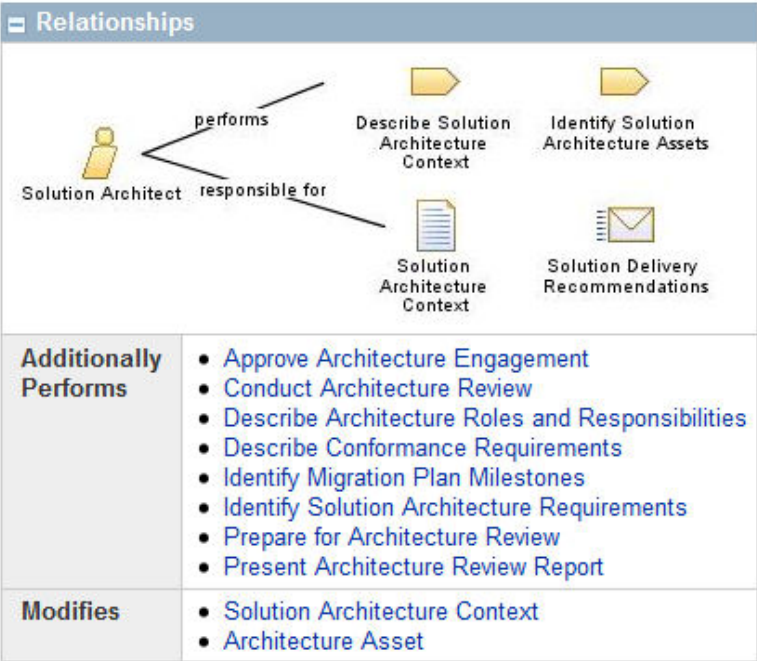 Relationships
performs
Describe Solution
Architecture
Context
Identify Solution
Architecture Assets
Solution Architect
responsible for
Solution
Architecture
Context
Solution Delivery
Recommendations
Additionally
Performs
Approve Architecture Engagement
Conduct Architecture Review
Describe Architecture Roles and Responsibilities
Describe Conformance Requirements
Identify Migration Plan Milestones
Identify Solution Architecture Requirements
Prepare for Architecture Review
Present Architecture Review Report
Modifies
Solution Architecture Context
Architecture Asset